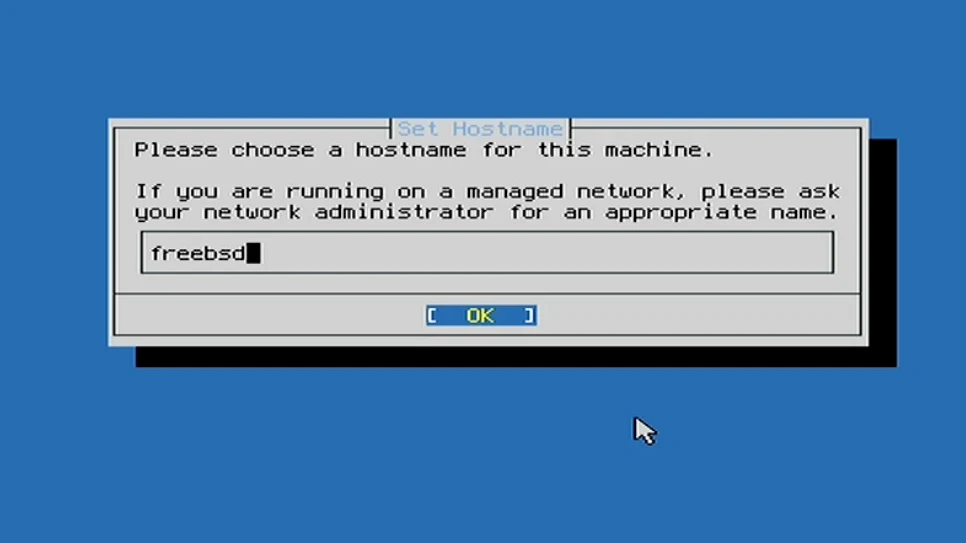 Set Hostname
Please choose a hostname for this machine.
If you are running on a managed network, please ask
your network administrator for an appropriate name.
freebsd
[ OK ]